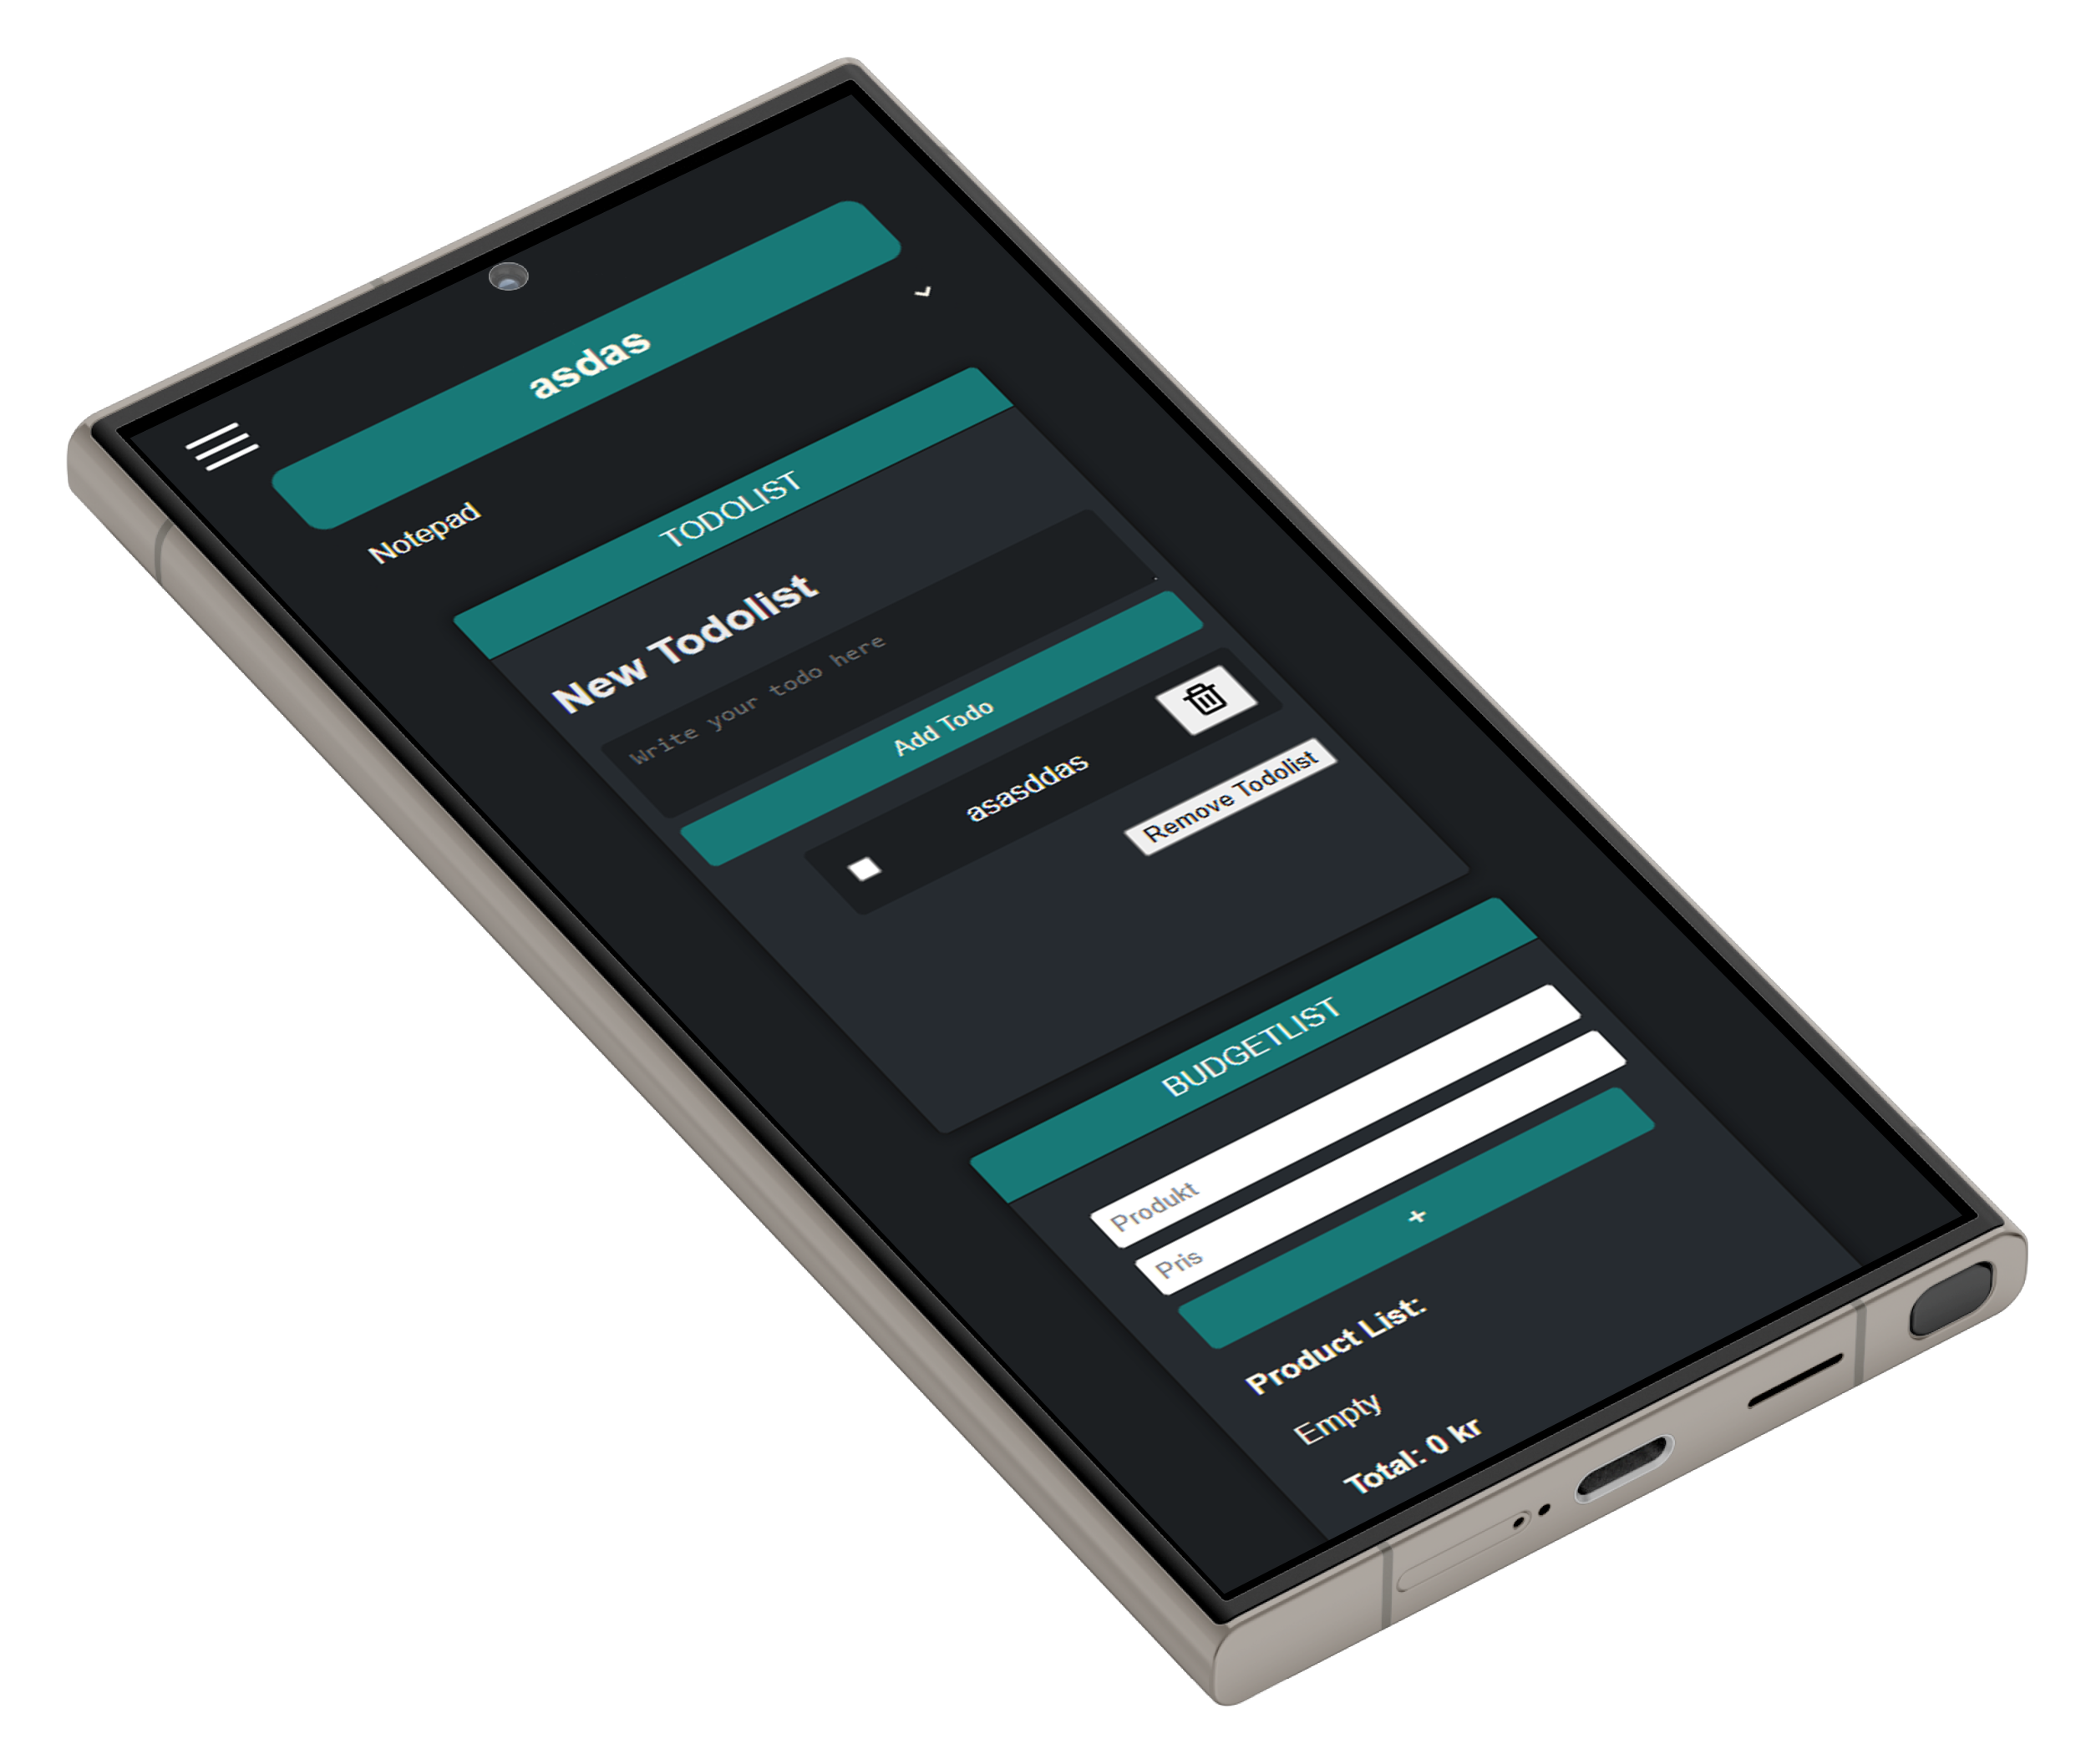 asdas
Notepad
TODOLIST
New Todolist
Write your todo here
Add Todo
asasddas
Remove Todolist
BUDGETLIST
Produkt
Pris
+
Product List:
Empty
Total: 0 kr